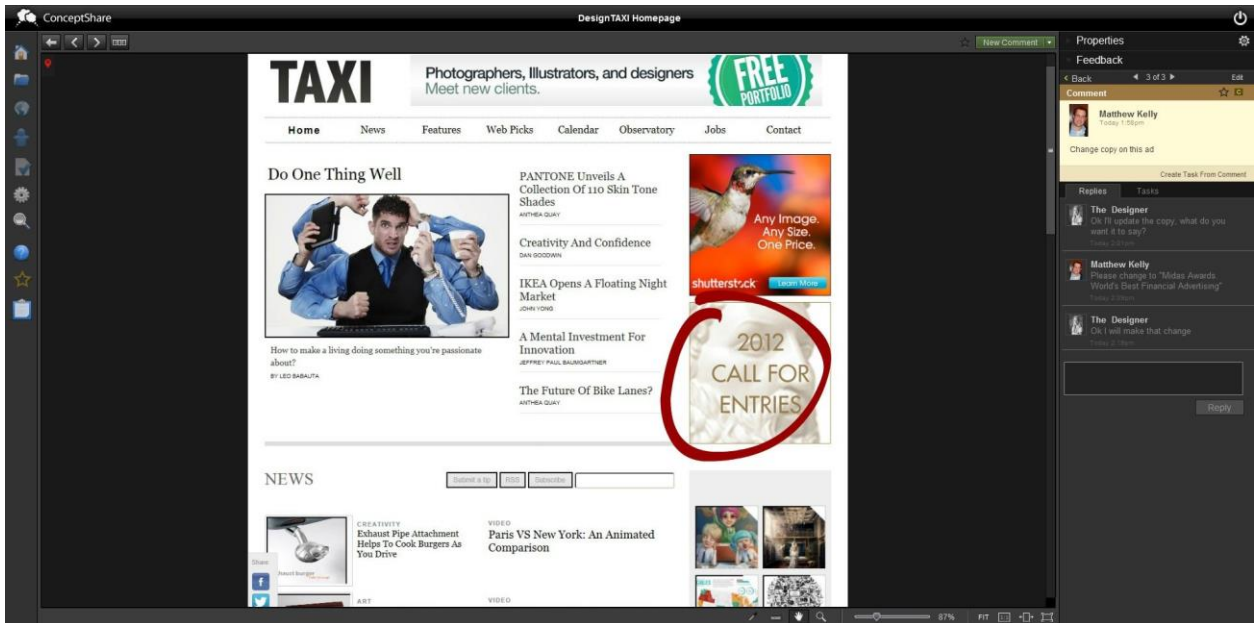 ConceptShare
DesignTAXI Homepage
New Comment
Properties
Feedback
< Back
3 of 3
Edit
Comment
Matthew Kelly
Today 1:58pm
Change copy on this ad
Create Task From Comment
Replies
Tasks
The Designer
Ok I'll update the copy, what do you
want it to say?
Matthew Kelly
Please change to "Midas Awards.
World's Best Financial Advertising"
The Designer
Ok I will make that change
Reply
TAXI
Photographers, Illustrators, and designers
Meet new clients.
FREE
PORTFOLIO
Home News Features Web Picks Calendar Observatory Jobs Contact
Do One Thing Well
How to make a living doing something you're passionate
about?
BY LEO BABAUTA
PANTONE Unveils A
Collection Of 110 Skin Tone
Shades
ANTHEA QUAY
Creativity And Confidence
DAN GOODWIN
IKEA Opens A Floating Night
Market
JOHN YONG
A Mental Investment For
Innovation
JEFFREY PAUL BAUMGARTNER
The Future Of Bike Lanes?
ANTHEA QUAY
Any Image.
Any Size.
One Price.
shutterstock
Learn More
2012
CALL FOR
ENTRIES
NEWS
Submit a tip
RSS
Subscribe
CREATIVITY
Exhaust Pipe Attachment
Helps To Cook Burgers As
You Drive
VIDEO
Paris VS New York: An Animated
Comparison
Share
ART
VIDEO
87%
FIT